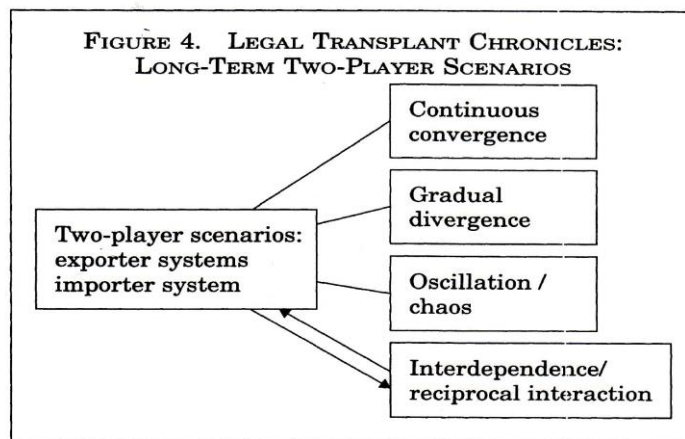 FIGURE 4. LEGAL TRANSPLANT CHRONICLES:
LONG-TERM TWO-PLAYER SCENARIOS
Continuous
convergence
Gradual
divergence
Two-player scenarios:
exporter systems
importer system
Oscillation /
chaos
Interdependence/
reciprocal interaction